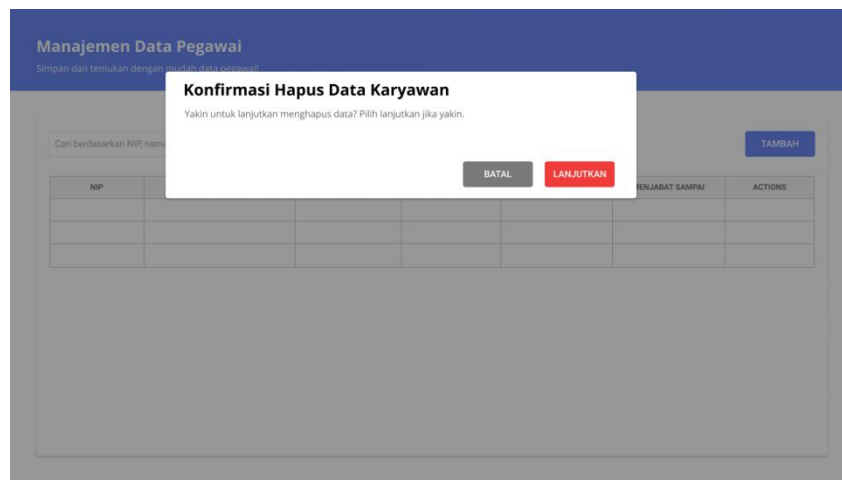 Manajemen Data Pegawai
Simpan dan temukan dengan mudah data pegawai!
Konfirmasi Hapus Data Karyawan
Yakin untuk lanjutkan menghapus data? Pilih lanjutkan jika yakin.
Cari berdasarkan NIP, nama
TAMBAH
BATAL
LANJUTKAN
NIP
MENJABAT SAMPAI
ACTIONS